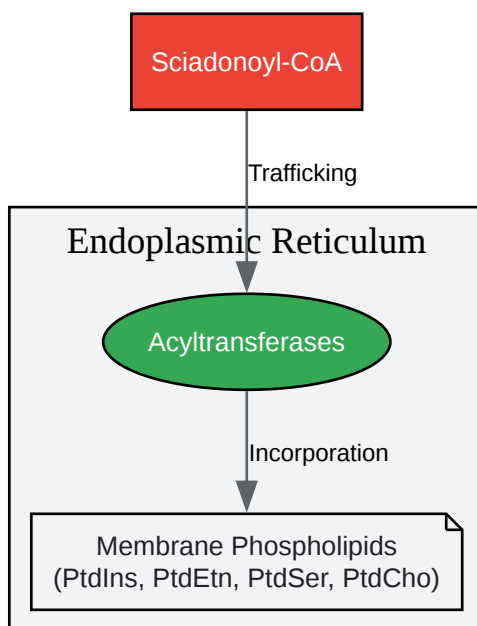 Sciadonoyl-CoA
Trafficking
Endoplasmic Reticulum
Acyltransferases
Incorporation
Membrane Phospholipids
(PtdIns, PtdEtn, PtdSer, PtdCho)